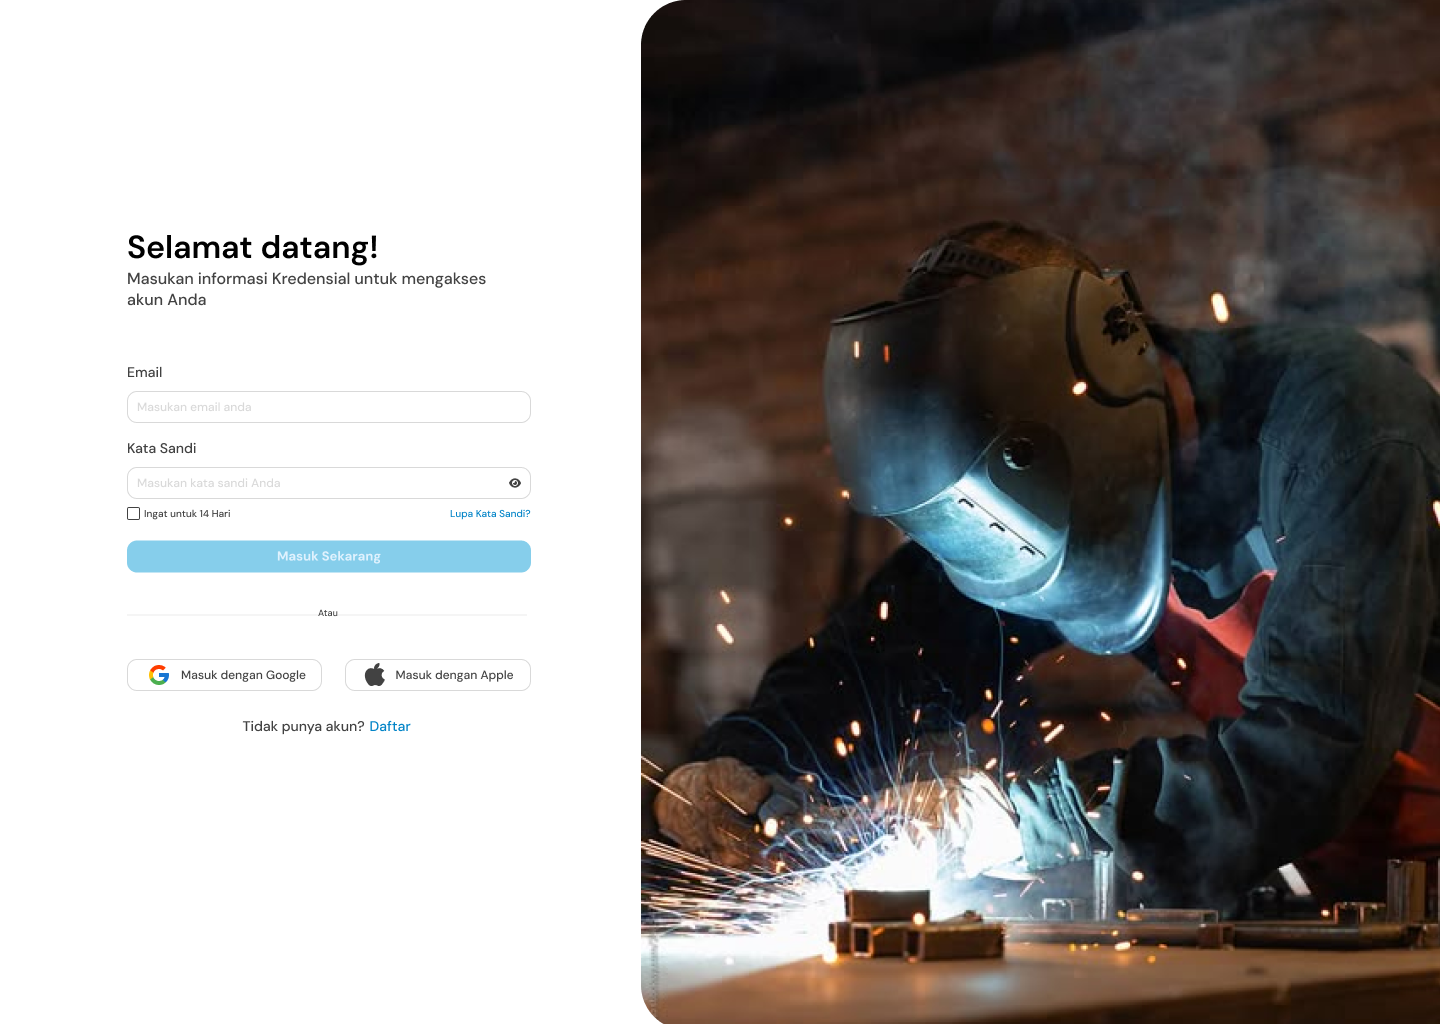 Selamat datang!
Masukan informasi Kredensial untuk mengakses
akun Anda
Email
Masukan email anda
Kata Sandi
Masukan kata sandi Anda
Ingat untuk 14 Hari
Lupa Kata Sandi?
Masuk Sekarang
Atau
Masuk dengan Google
Masuk dengan Apple
Tidak punya akun? Daftar